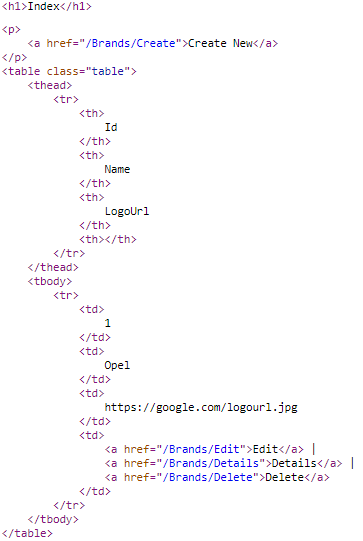 <h1>Index</h1>
<p>
<a href="/Brands/Create">Create New</a>
</p>
<table class="table">
<thead>
<tr>
<th>
Id
</th>
<th>
Name
</th>
<th>
LogoUrl
</th>
<th></th>
</tr>
</thead>
<tbody>
<tr>
<td>
1
</td>
<td>
Opel
</td>
<td>
https://google.com/logourl.jpg
</td>
<td>
<a href="/Brands/Edit">Edit</a> |
<a href="/Brands/Details">Details</a> |
<a href="/Brands/Delete">Delete</a>
</td>
</tr>
</tbody>
</table>